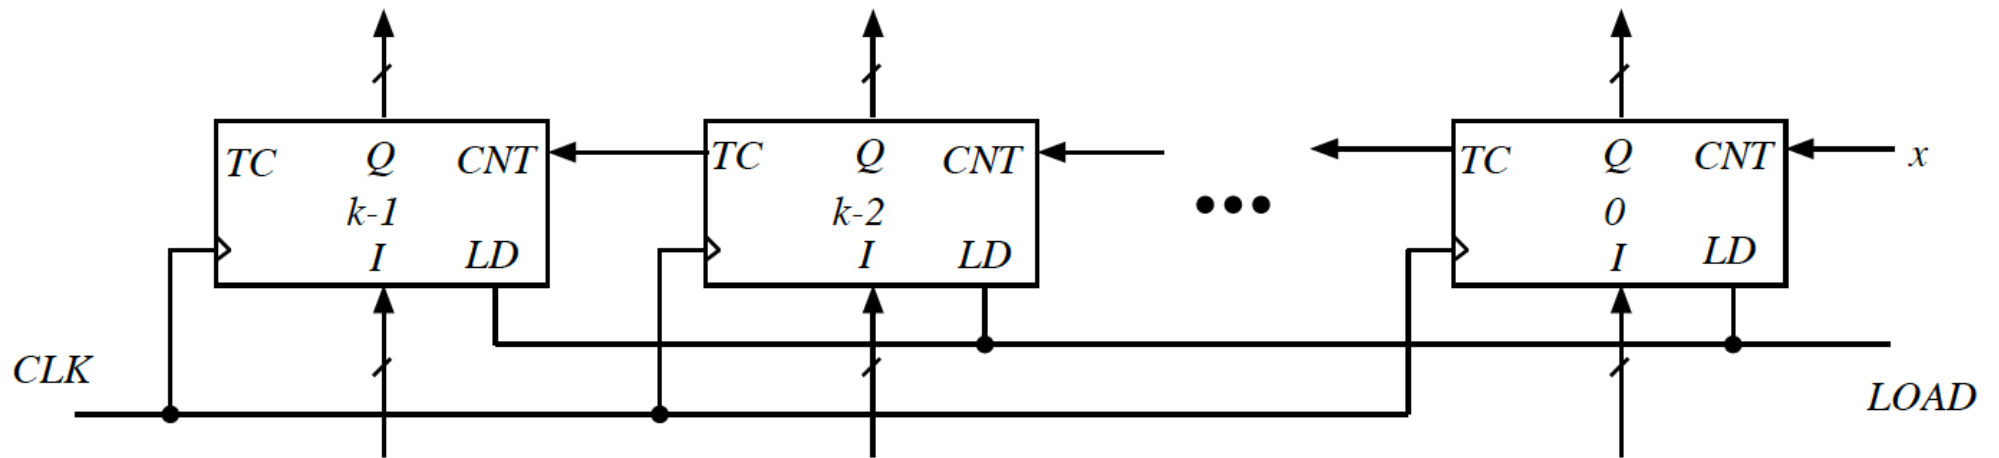 TC Q CNT TC Q CNT TC Q CNT x
k-1 k-2 0
I LD I LD I LD
CLK
LOAD